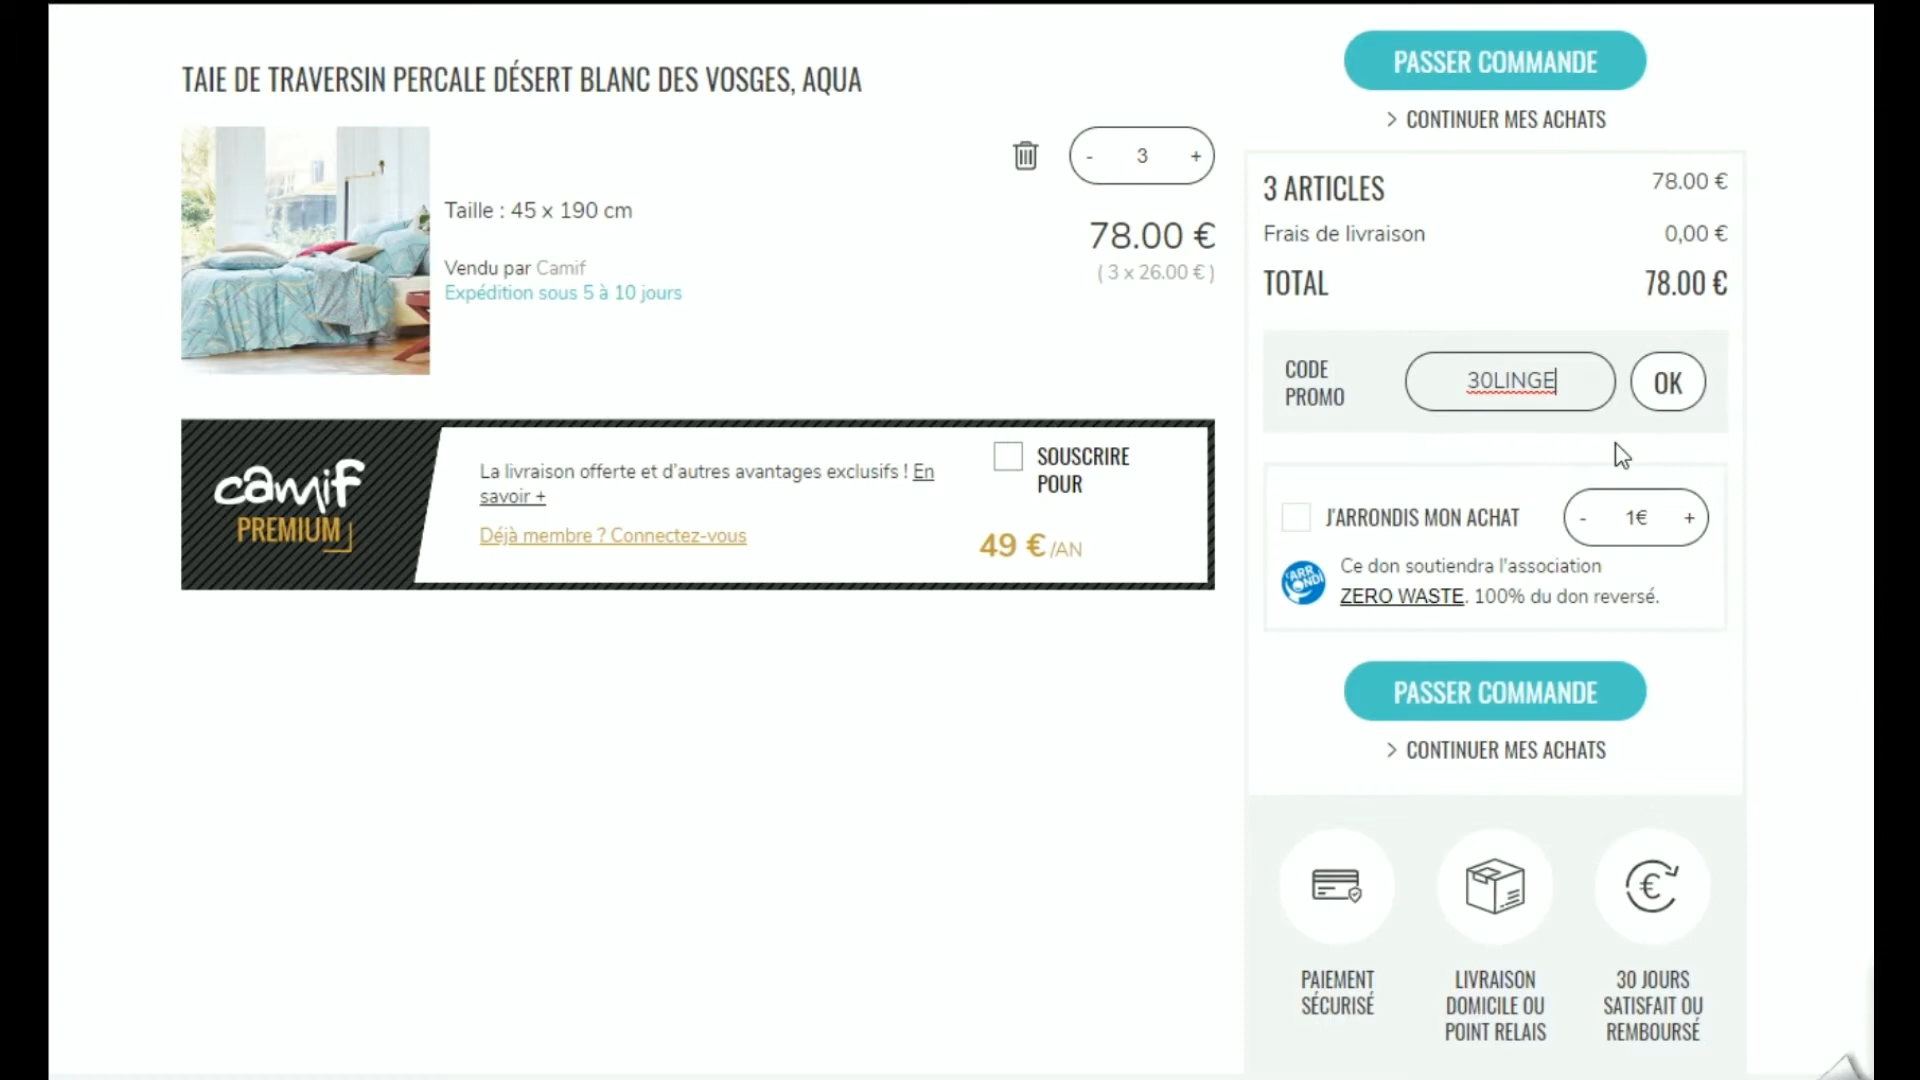 TAIE DE TRAVERSIN PERCALE DÉSERT BLANC DES VOSGES, AQUA
Taille : 45 x 190 cm
Vendu par Camif
Expédition sous 5 à 10 jours
- 3 +
78.00 €
( 3 x 26.00 € )
camif
PREMIUM
La livraison offerte et d'autres avantages exclusifs ! En
savoir +
Déjà membre ? Connectez-vous
SOUSCRIRE
POUR
49 €/AN
PASSER COMMANDE
> CONTINUER MES ACHATS
3 ARTICLES 78.00 €
Frais de livraison 0,00 €
TOTAL 78.00 €
CODE
PROMO
30LINGE
OK
J'ARRONDIS MON ACHAT
- 1€ +
L'ARRONDI
Ce don soutiendra l'association
ZERO WASTE. 100% du don reversé.
PASSER COMMANDE
> CONTINUER MES ACHATS
PAIEMENT
SÉCURISÉ
LIVRAISON
DOMICILE OU
POINT RELAIS
30 JOURS
SATISFAIT OU
REMBOURSÉ